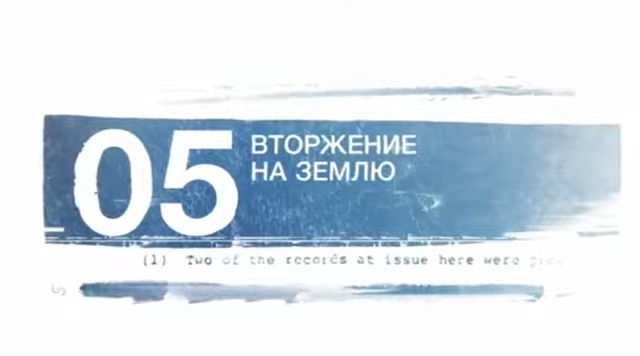 05
ВТОРЖЕНИЕ
НА ЗЕМЛЮ
(1) Two of the records at issue here were